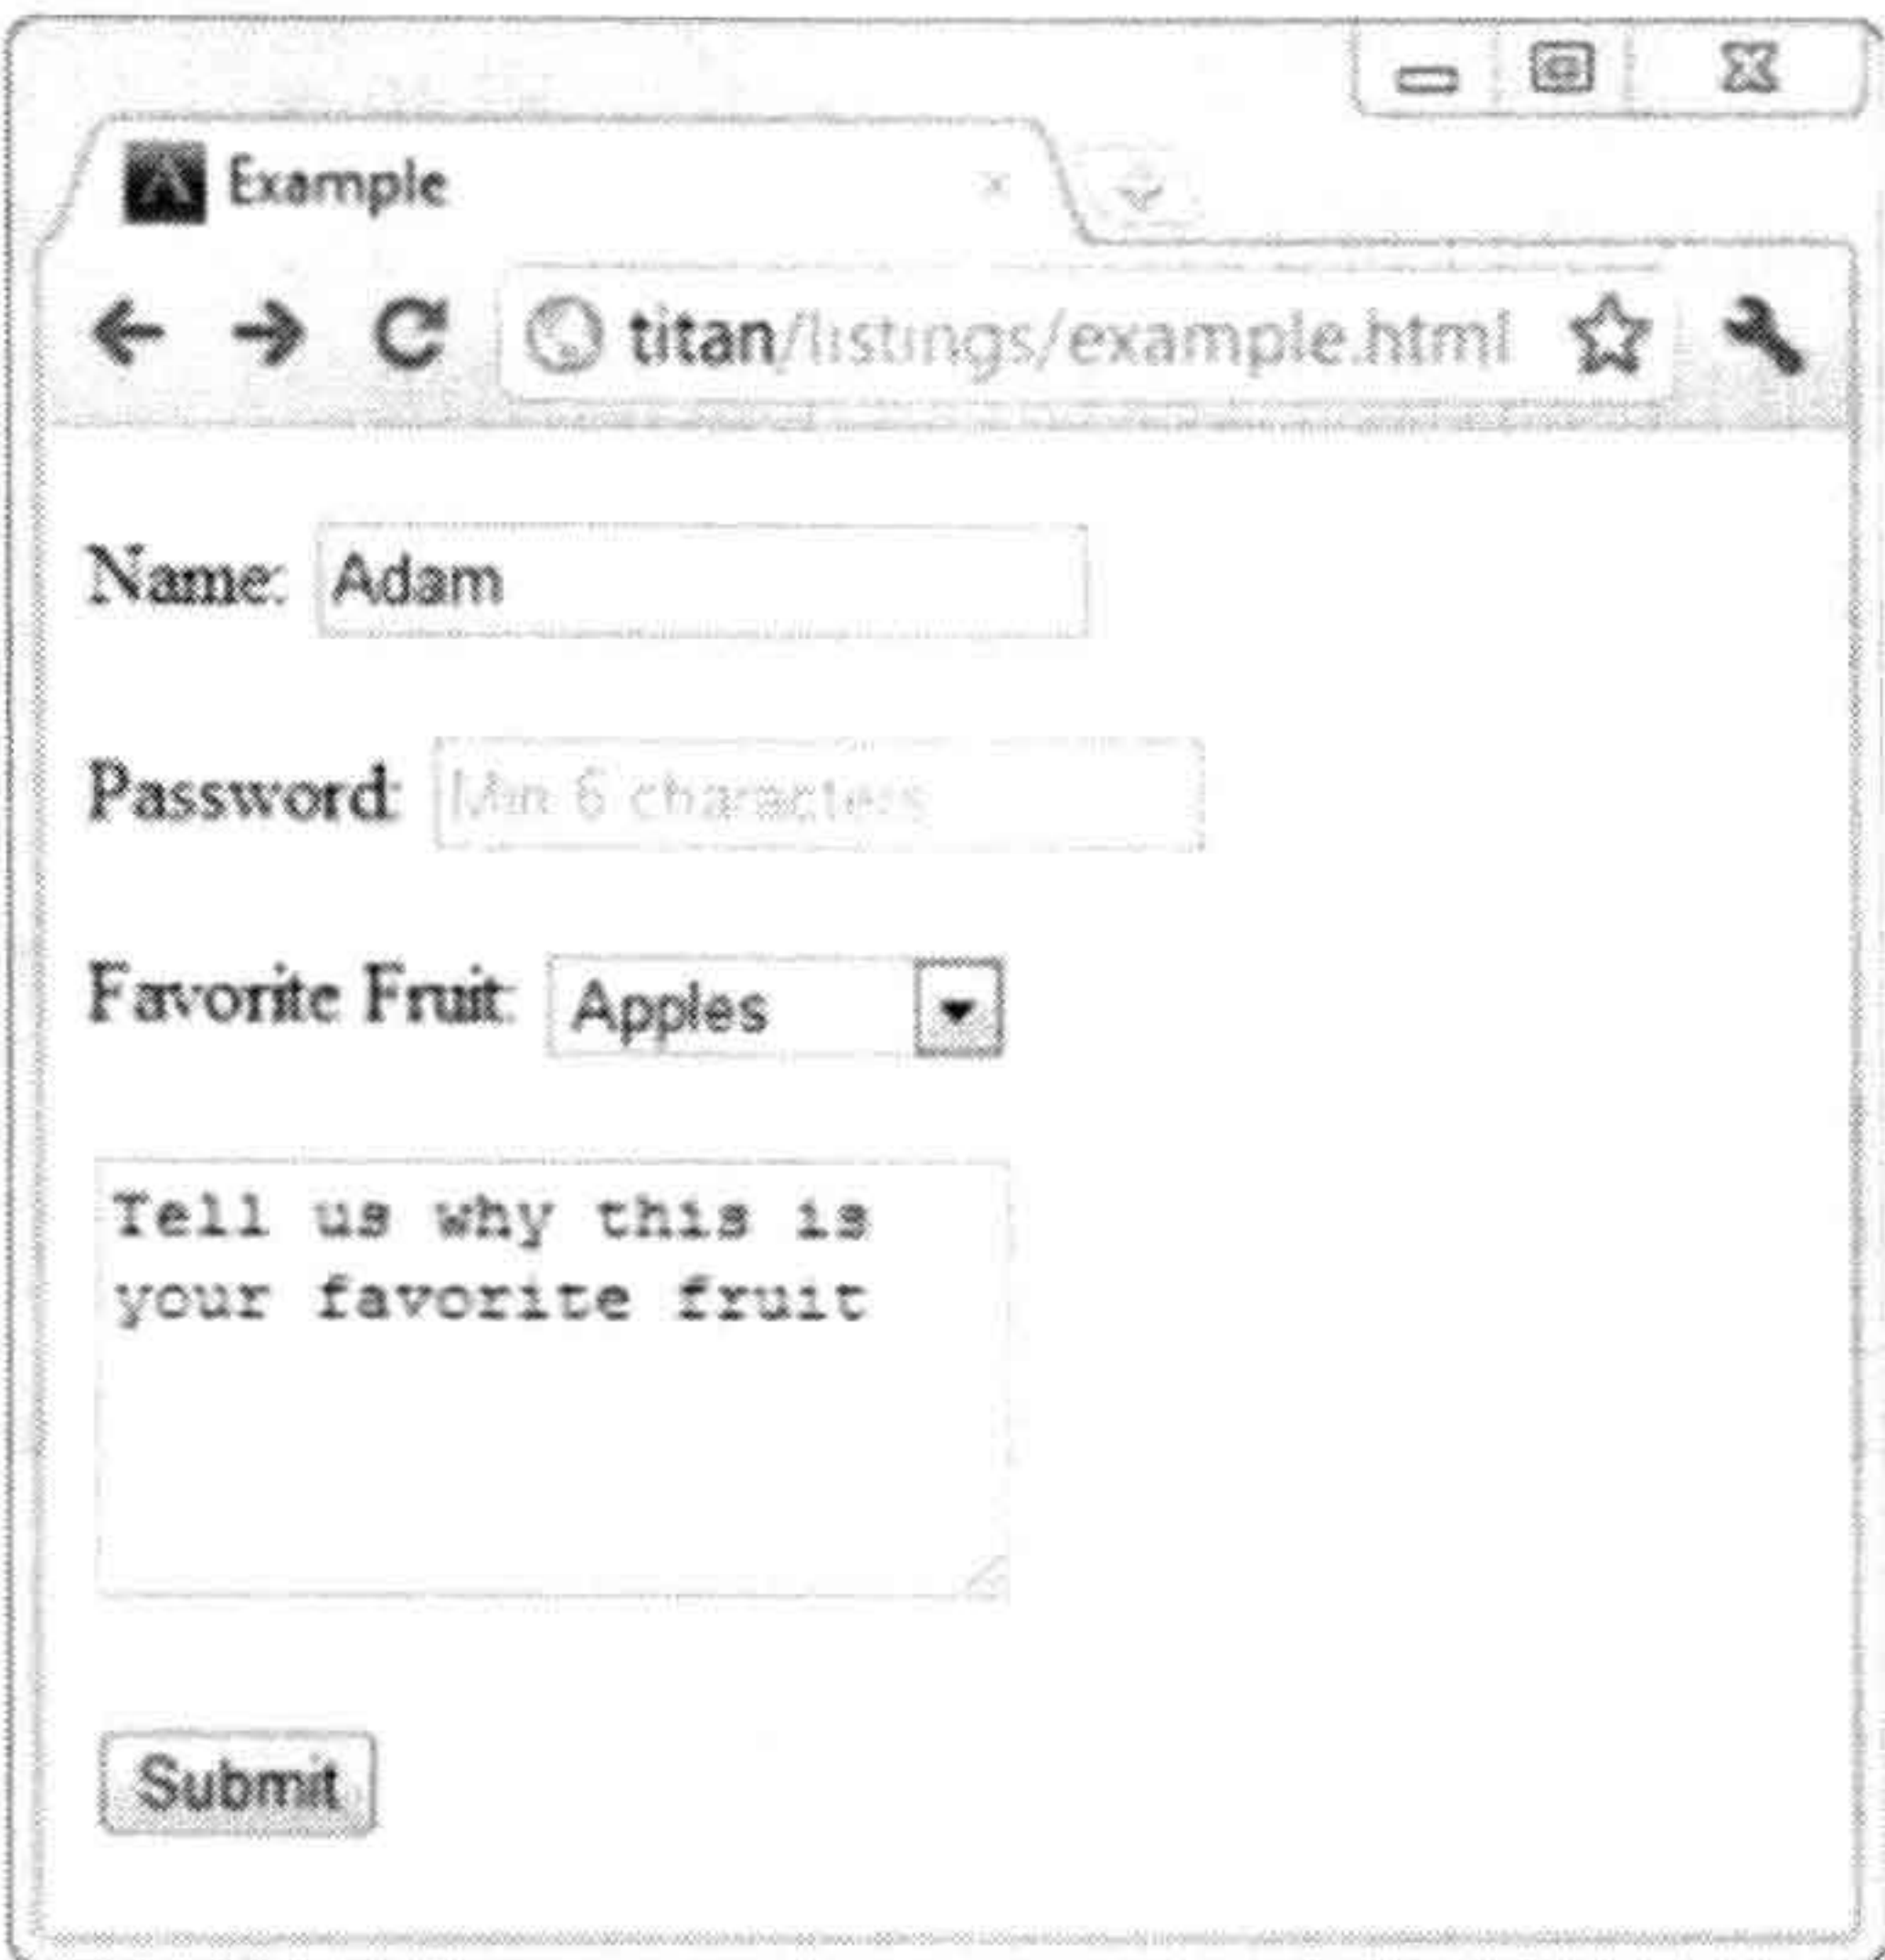 Example
titan/listings/example.html
Name: Adam
Password: Min 6 characters
Favorite Fruit: Apples
Tell us why this is
your favorite fruit
Submit